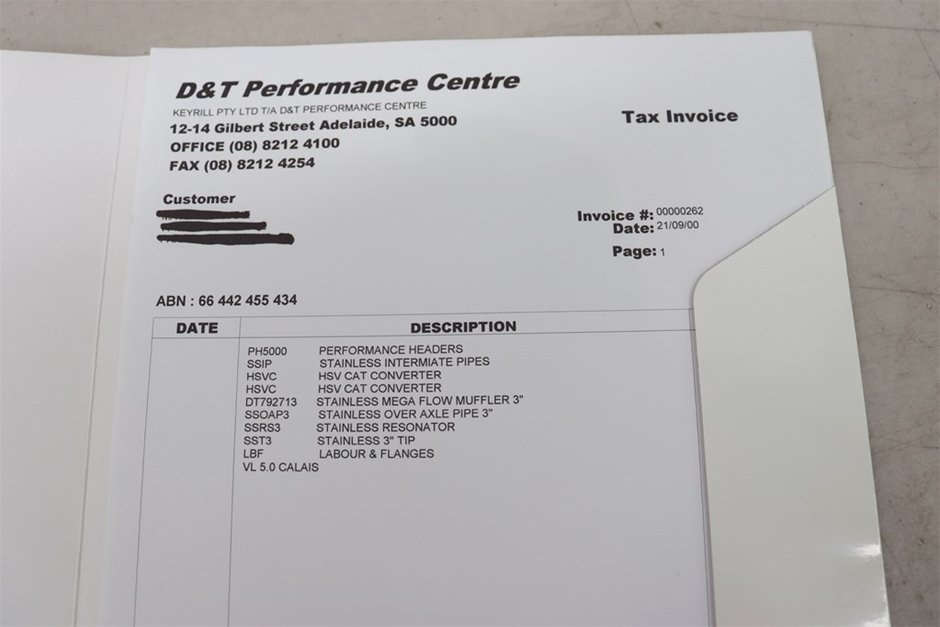 D&T Performance Centre
KEYRILL PTY LTD T/A D&T PERFORMANCE CENTRE
12-14 Gilbert Street Adelaide, SA 5000
OFFICE (08) 8212 4100
FAX (08) 8212 4254
Tax Invoice
Customer
Invoice #: 00000262
Date: 21/09/00
Page: 1
ABN : 66 442 455 434
DATE DESCRIPTION
PH5000 PERFORMANCE HEADERS
SSIP STAINLESS INTERMIATE PIPES
HSVC HSV CAT CONVERTER
HSVC HSV CAT CONVERTER
DT792713 STAINLESS MEGA FLOW MUFFLER 3"
SSOAP3 STAINLESS OVER AXLE PIPE 3"
SSRS3 STAINLESS RESONATOR
SST3 STAINLESS 3" TIP
LBF LABOUR & FLANGES
VL 5.0 CALAIS